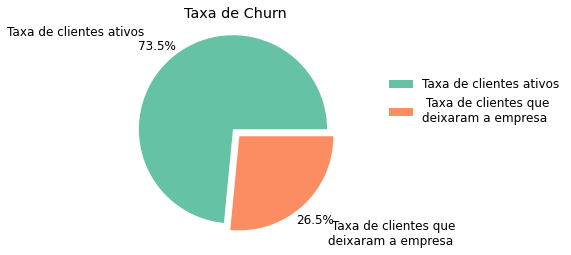 Taxa de Churn
Taxa de clientes ativos
73.5%
Taxa de clientes ativos
Taxa de clientes que
deixaram a empresa
26.5%
Taxa de clientes que
deixaram a empresa